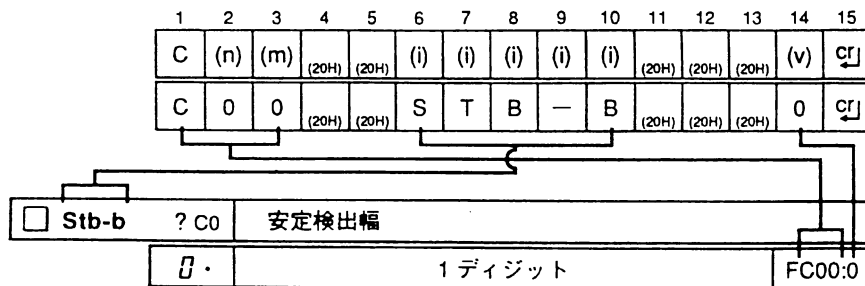 1 2 3 4 5 6 7 8 9 10 11 12 13 14 15
C (n) (m) (20H) (20H) (i) (i) (i) (i) (i) (20H) (20H) (20H) (v) cr
C 0 0 (20H) (20H) S T B — B (20H) (20H) (20H) 0 cr
Stb-b ? C0 安定検出幅
0・ 1 ディジット FC00:0